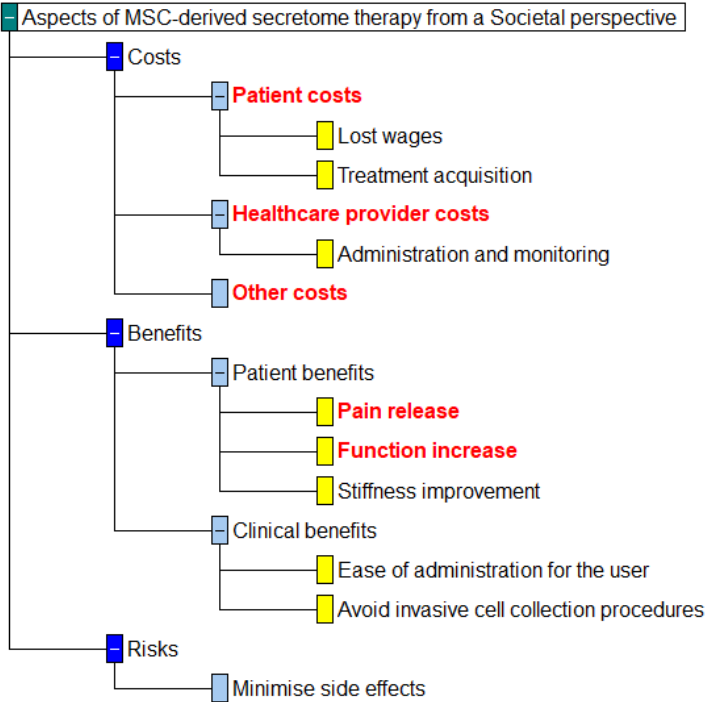 Aspects of MSC-derived secretome therapy from a Societal perspective
Costs
Patient costs
Lost wages
Treatment acquisition
Healthcare provider costs
Administration and monitoring
Other costs
Benefits
Patient benefits
Pain release
Function increase
Stiffness improvement
Clinical benefits
Ease of administration for the user
Avoid invasive cell collection procedures
Risks
Minimise side effects